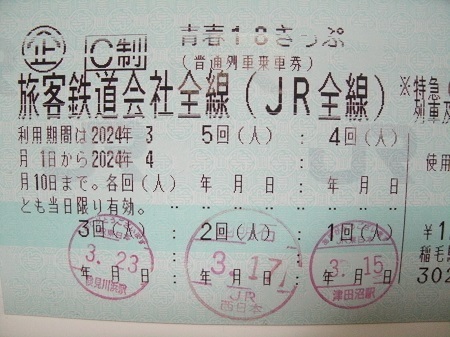 企 C制 青春18きっぷ
(普通列車乗車券)
旅客鉄道会社全線(JR全線)
※特急
列車及
利用期間は2024年 3
月 1日から2024年 4
月10日まで。各回(人)
とも当日限り有効。
5回(人) : 4回(人) :
年 月 日: 年 月 日:
3回(人) : 2回(人) : 1回(人) :
年 月 日: 年 月 日: 年 月 日:
3.23
検見川浜駅
3.17
JR
西日本
3.15
津田沼駅
使用
¥1
稲毛
302